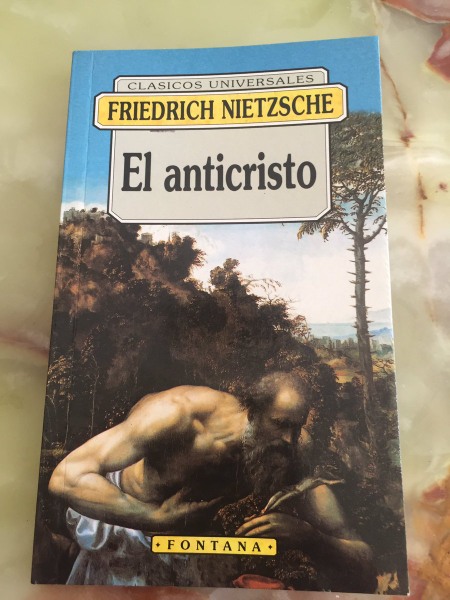 CLASICOS UNIVERSALES
FRIEDRICH NIETZSCHE
El anticristo
FONTANA